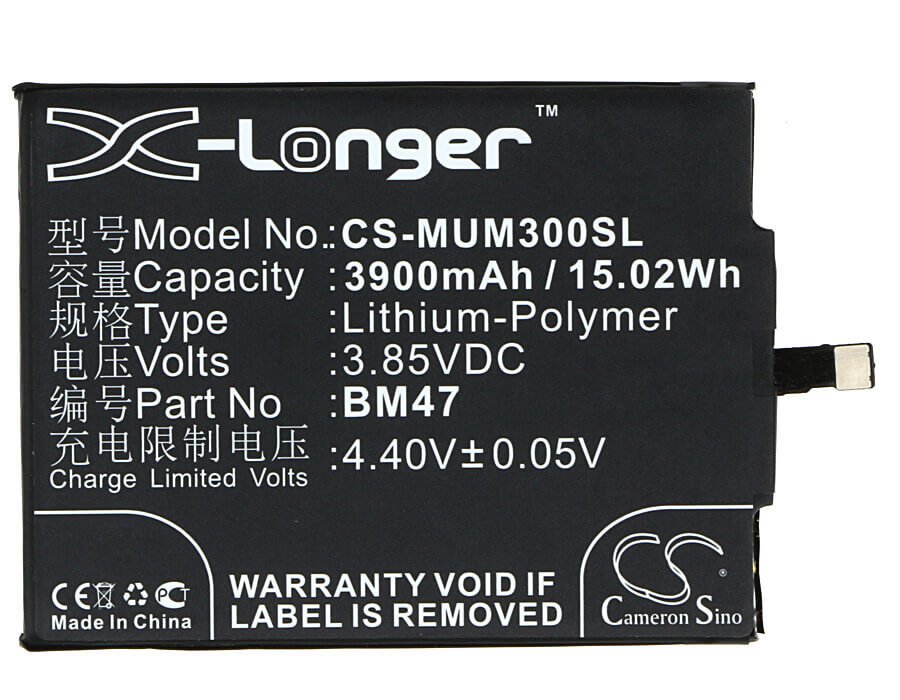 X-Longer™
型号Model No.: CS-MUM300SL
容量Capacity : 3900mAh / 15.02Wh
规格Type : Lithium-Polymer
电压Volts : 3.85VDC
编号Part No : BM47
充电限制电压 : 4.40V±0.05V
Charge Limited Volts
CE PCT
Made In China
WARRANTY VOID IF
LABEL IS REMOVED
CS®
Cameron Sino